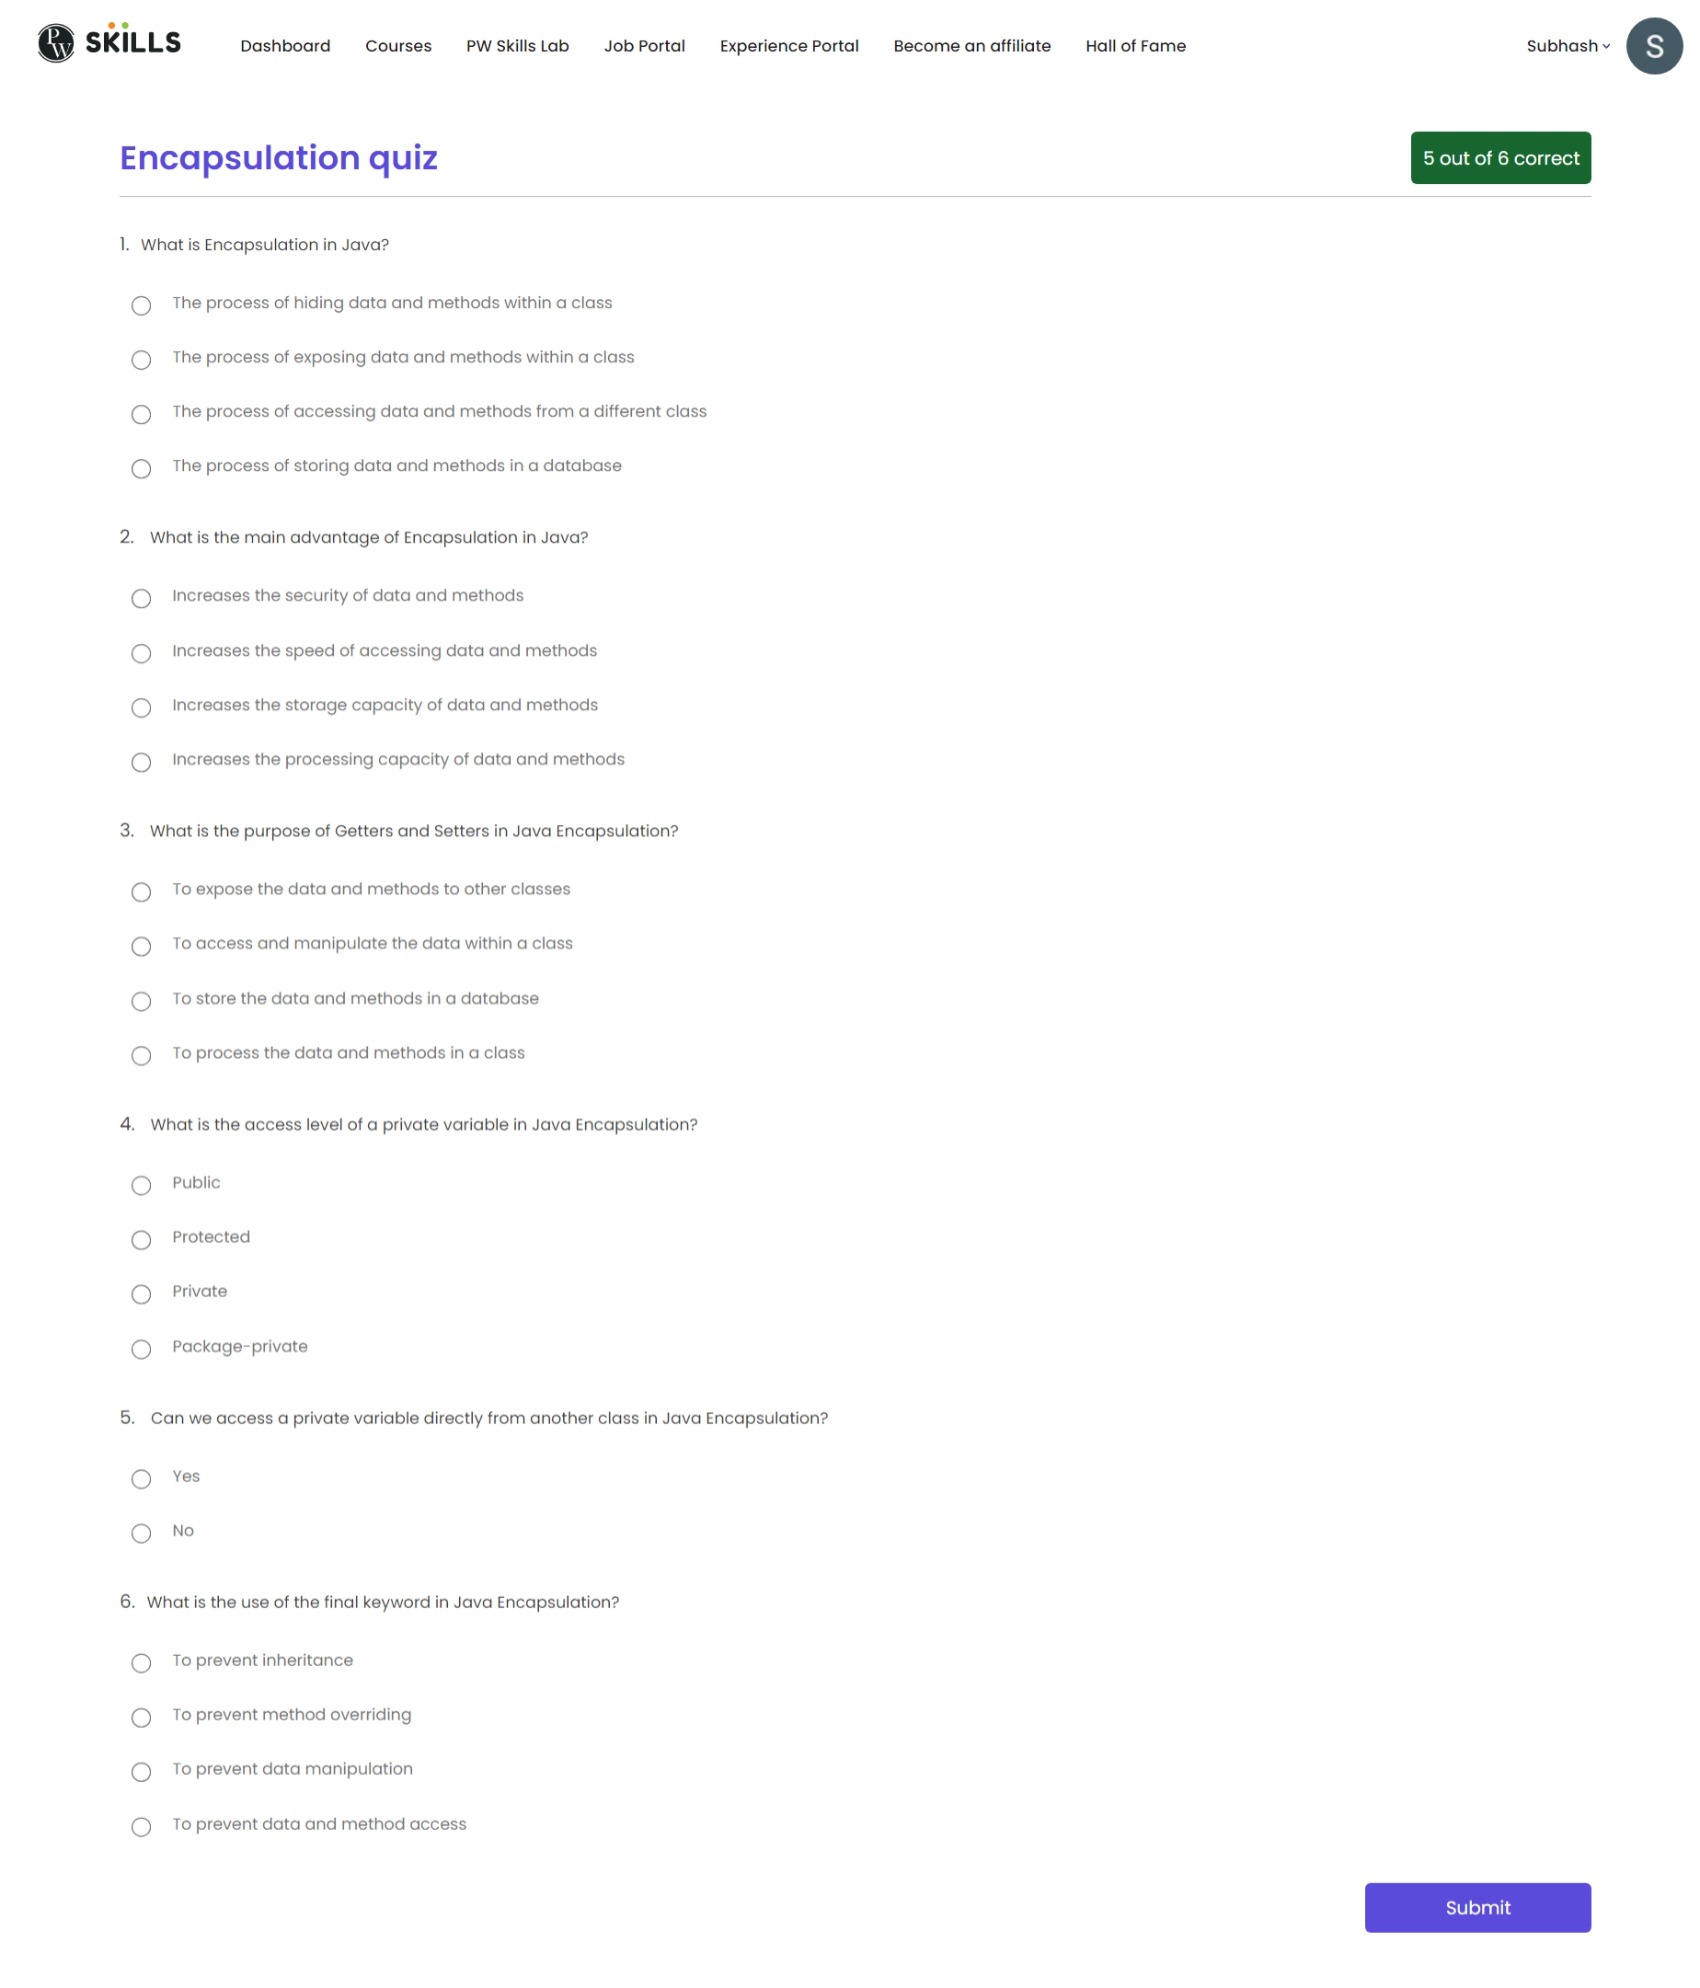 PW SKILLS
Dashboard Courses PW Skills Lab Job Portal Experience Portal Become an affiliate Hall of Fame Subhash S
Encapsulation quiz 5 out of 6 correct
1. What is Encapsulation in Java?
The process of hiding data and methods within a class
The process of exposing data and methods within a class
The process of accessing data and methods from a different class
The process of storing data and methods in a database
2. What is the main advantage of Encapsulation in Java?
Increases the security of data and methods
Increases the speed of accessing data and methods
Increases the storage capacity of data and methods
Increases the processing capacity of data and methods
3. What is the purpose of Getters and Setters in Java Encapsulation?
To expose the data and methods to other classes
To access and manipulate the data within a class
To store the data and methods in a database
To process the data and methods in a class
4. What is the access level of a private variable in Java Encapsulation?
Public
Protected
Private
Package-private
5. Can we access a private variable directly from another class in Java Encapsulation?
Yes
No
6. What is the use of the final keyword in Java Encapsulation?
To prevent inheritance
To prevent method overriding
To prevent data manipulation
To prevent data and method access
Submit